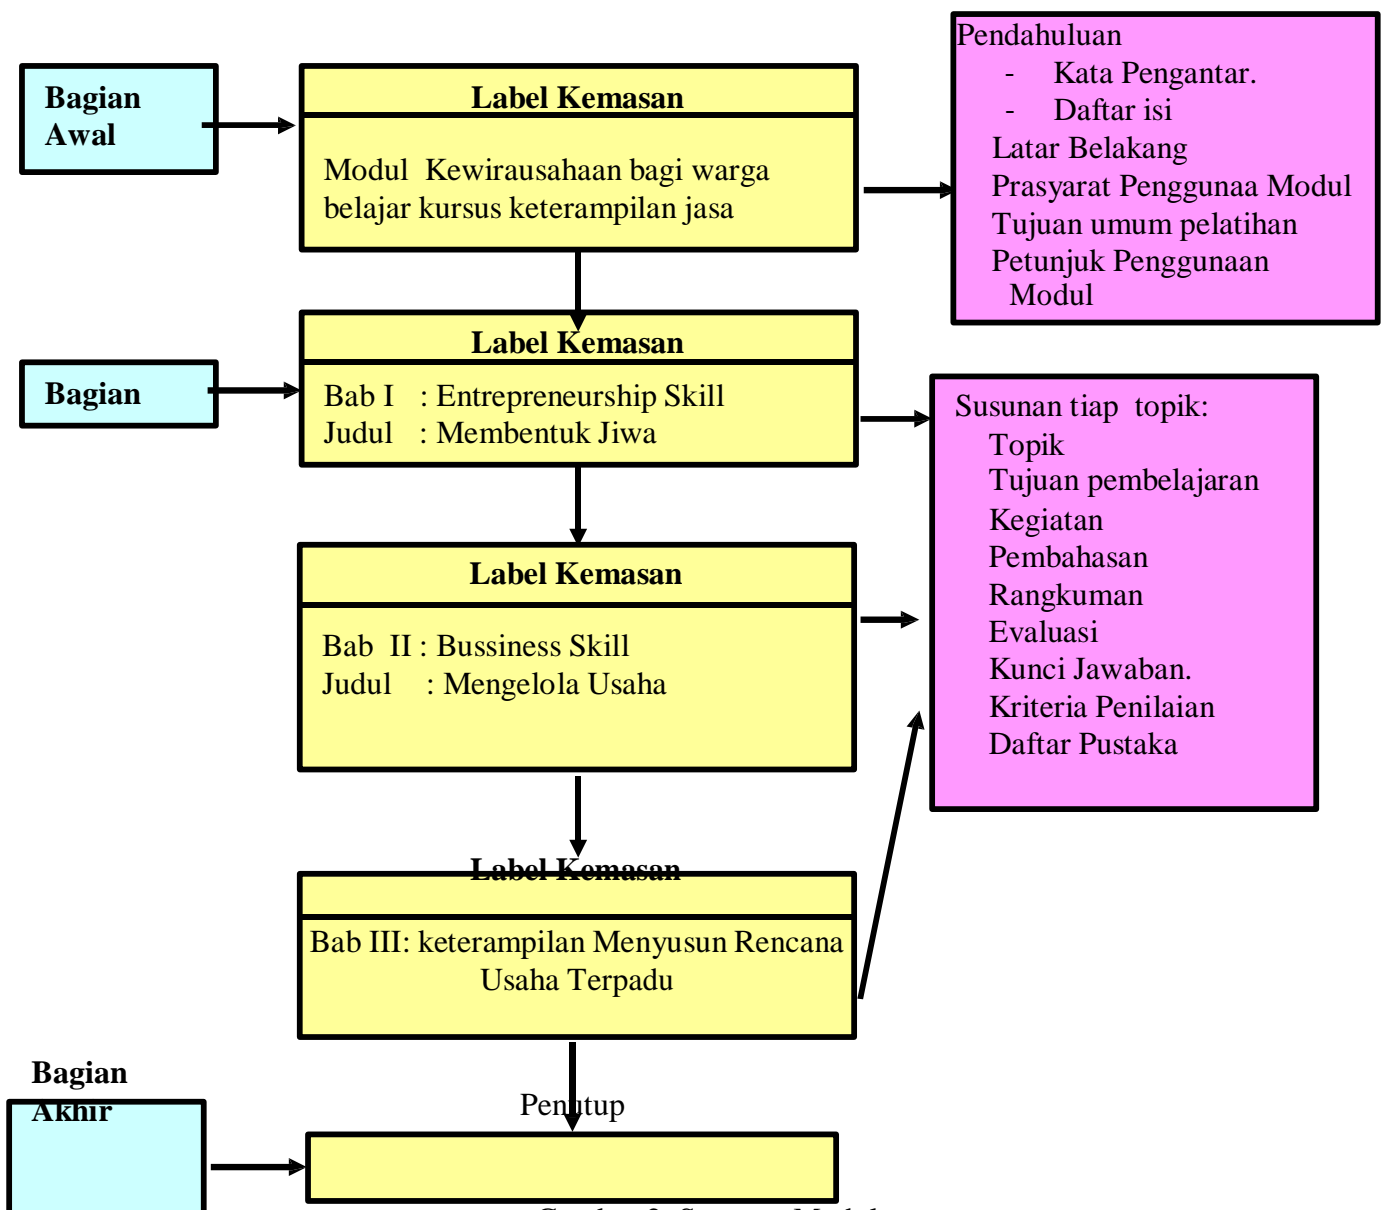 Bagian
Awal
Label Kemasan
Modul Kewirausahaan bagi warga
belajar kursus keterampilan jasa
Pendahuluan
- Kata Pengantar.
- Daftar isi
Latar Belakang
Prasyarat Penggunaa Modul
Tujuan umum pelatihan
Petunjuk Penggunaan
Modul
Bagian
Label Kemasan
Bab I : Entrepreneurship Skill
Judul : Membentuk Jiwa
Susunan tiap topik:
Topik
Tujuan pembelajaran
Kegiatan
Pembahasan
Rangkuman
Evaluasi
Kunci Jawaban.
Kriteria Penilaian
Daftar Pustaka
Label Kemasan
Bab II : Bussiness Skill
Judul : Mengelola Usaha
Label Kemasan
Bab III: keterampilan Menyusun Rencana
Usaha Terpadu
Bagian
Akhir
Penutup